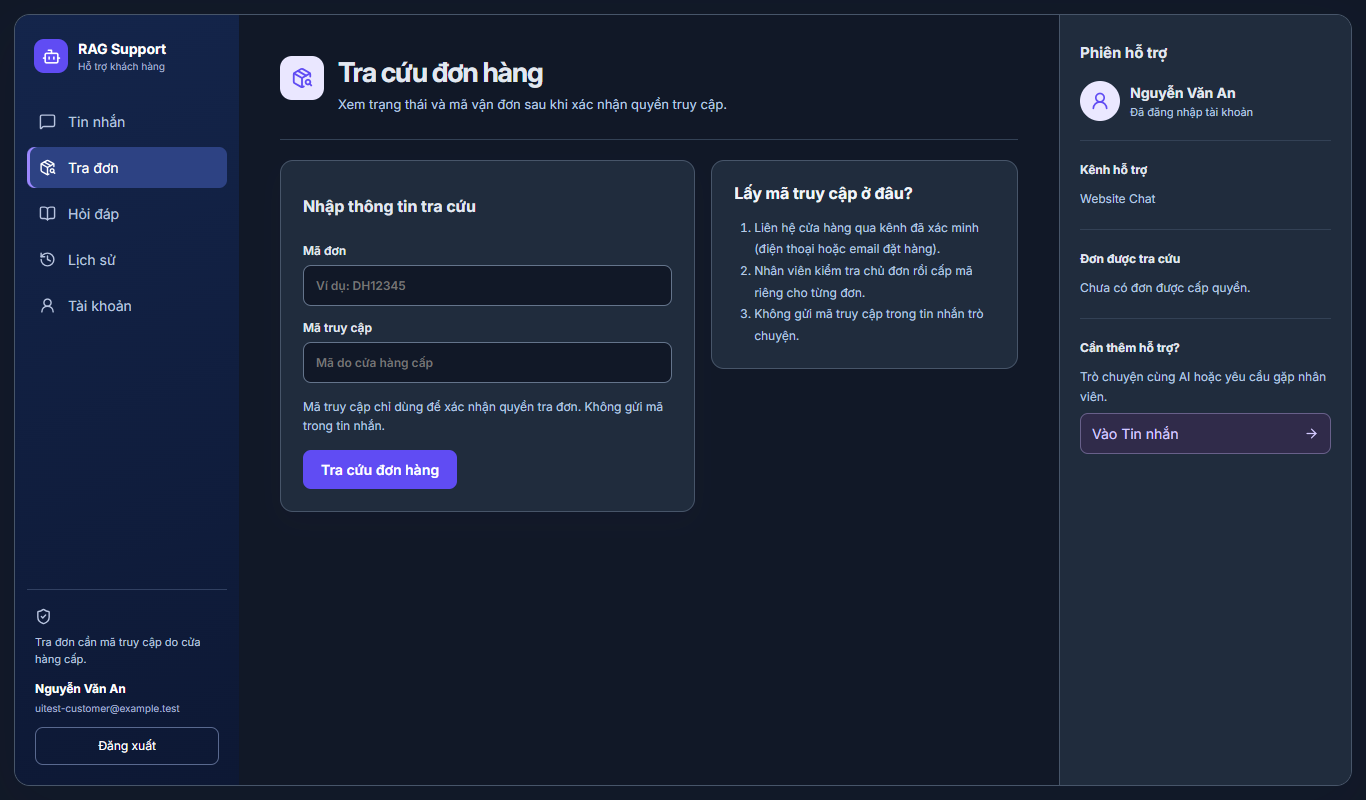 RAG Support
Hỗ trợ khách hàng
Tin nhắn
Tra đơn
Hỏi đáp
Lịch sử
Tài khoản
Tra đơn cần mã truy cập do cửa
hàng cấp.
Nguyễn Văn An
uitest-customer@example.test
Đăng xuất
Tra cứu đơn hàng
Xem trạng thái và mã vận đơn sau khi xác nhận quyền truy cập.
Nhập thông tin tra cứu
Mã đơn
Ví dụ: DH12345
Mã truy cập
Mã do cửa hàng cấp
Mã truy cập chỉ dùng để xác nhận quyền tra đơn. Không gửi mã
trong tin nhắn.
Tra cứu đơn hàng
Lấy mã truy cập ở đâu?
1. Liên hệ cửa hàng qua kênh đã xác minh
(điện thoại hoặc email đặt hàng).
2. Nhân viên kiểm tra chủ đơn rồi cấp mã
riêng cho từng đơn.
3. Không gửi mã truy cập trong tin nhắn trò
chuyện.
Phiên hỗ trợ
Nguyễn Văn An
Đã đăng nhập tài khoản
Kênh hỗ trợ
Website Chat
Đơn được tra cứu
Chưa có đơn được cấp quyền.
Cần thêm hỗ trợ?
Trò chuyện cùng AI hoặc yêu cầu gặp nhân
viên.
Vào Tin nhắn